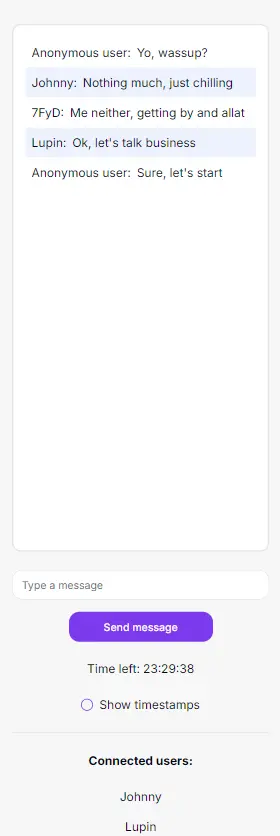 Anonymous user: Yo, wassup?
Johnny: Nothing much, just chilling
7FyD: Me neither, getting by and allat
Lupin: Ok, let's talk business
Anonymous user: Sure, let's start
Type a message
Send message
Time left: 23:29:38
Show timestamps
Connected users:
Johnny
Lupin